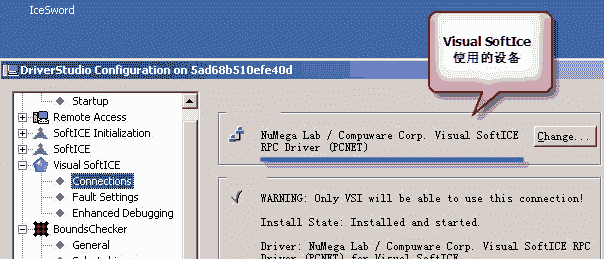 IceSword
Visual SoftIce
使用的设备
DriverStudio Configuration on 5ad68b510efe40d
Startup
Remote Access
SoftICE Initialization
SoftICE
Visual SoftICE
Connections
Fault Settings
Enhanced Debugging
BoundsChecker
General
NuMega Lab / Compuware Corp. Visual SoftICE
RPC Driver (PCNET)
Change...
WARNING: Only VSI will be able to use this connection!
Install State: Installed and started.
Driver: NuMega Lab / Compuware Corp. Visual SoftICE RPC
Driver (PCNET) for Visual SoftICE